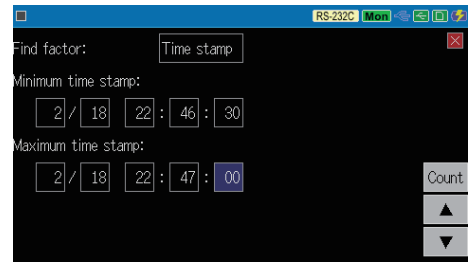 RS-232C Mon D
Find factor: Time stamp
Minimum time stamp:
2/ 18 22 : 46 : 30
Maximum time stamp:
2/ 18 22 : 47 : 00
Count